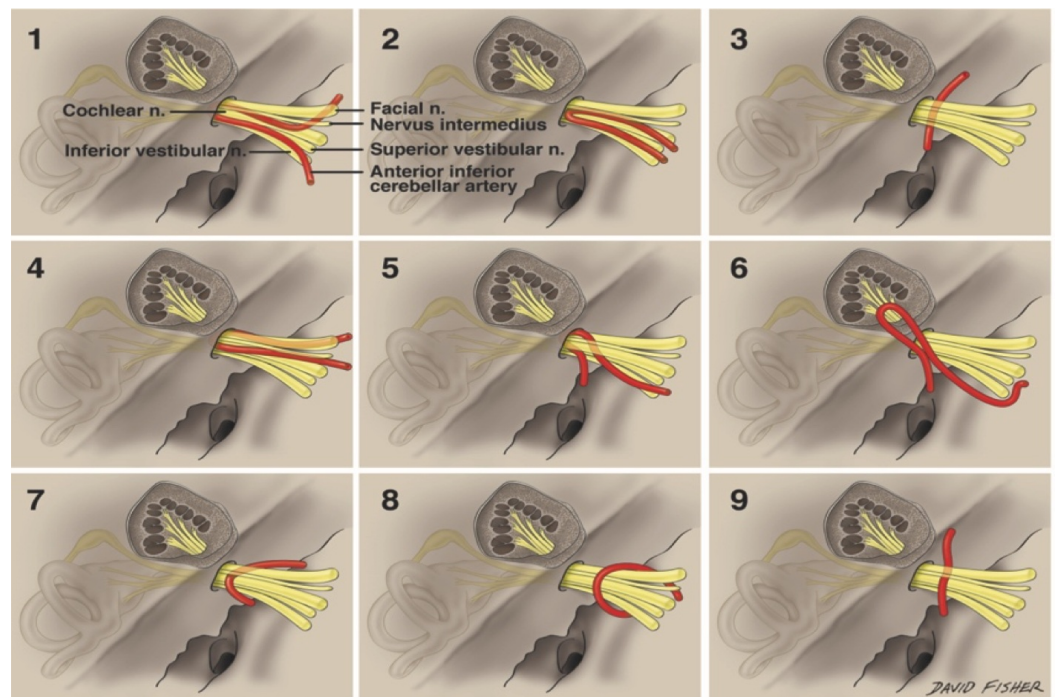 1
2
3
Cochlear n.
Facial n.
Nervus intermedius
Inferior vestibular n.
Superior vestibular n.
Anterior inferior
cerebellar artery
4
5
6
7
8
9
DAVID FISHER